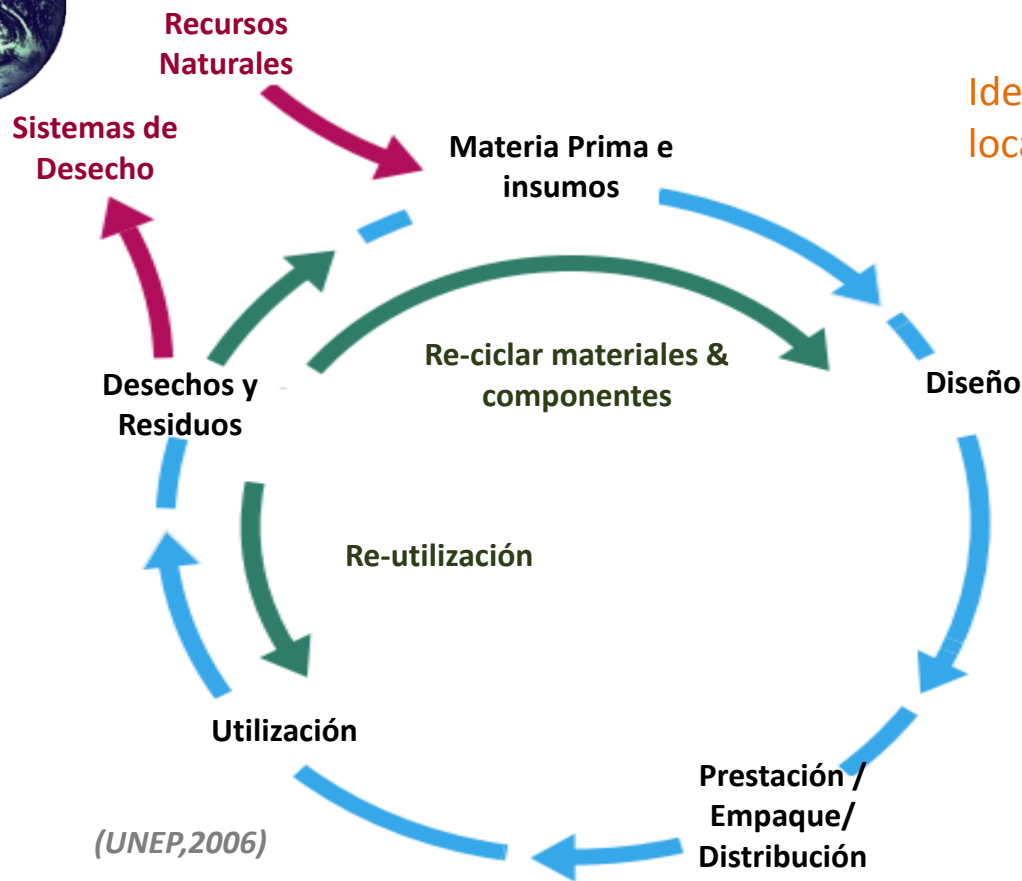 Recursos
Naturales
Sistemas de
Desecho
Materia Prima e
insumos
Re-ciclar materiales &
componentes
Desechos y
Residuos
Diseño
Re-utilización
Utilización
Prestación /
Empaque/
Distribución
(UNEP,2006)